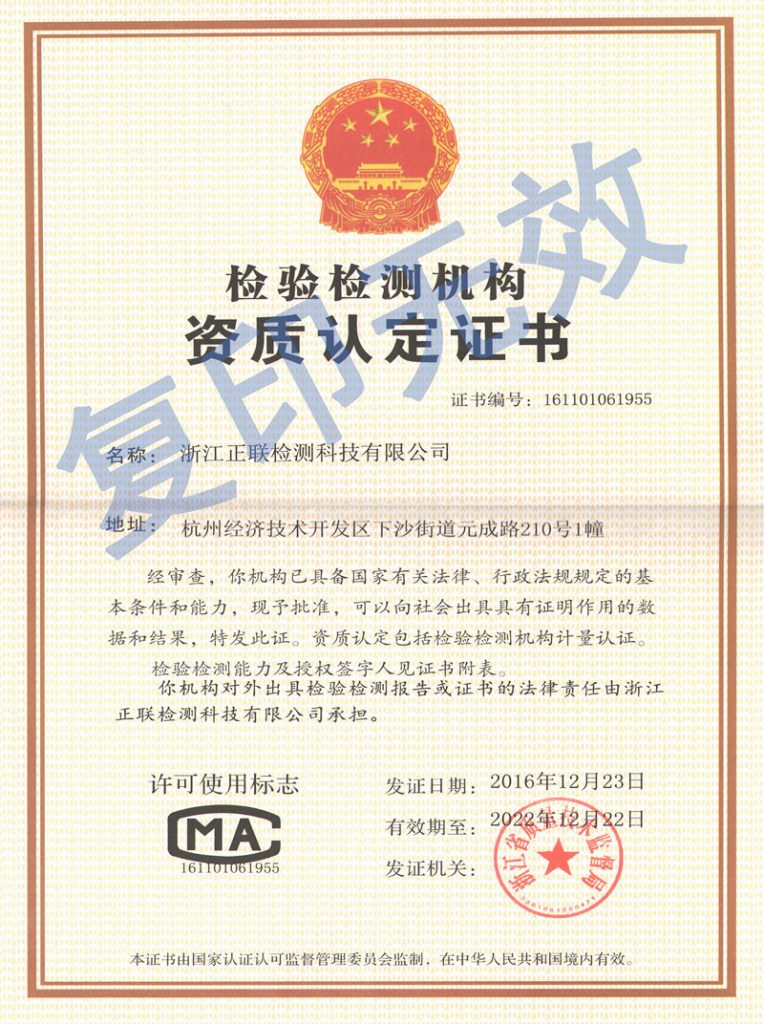 检验检测机构
资质认定证书
证书编号：161101061955
名称：浙江正联检测科技有限公司
地址：杭州经济技术开发区下沙街道元成路210号1幢
经审查，你机构已具备国家有关法律、行政法规规定的基
本条件和能力，现予批准，可以向社会出具具有证明作用的数
据和结果，特发此证。资质认定包括检验检测机构计量认证。
检验检测能力及授权签字人见证书附表。
你机构对外出具检验检测报告或证书的法律责任由浙江
正联检测科技有限公司承担。
许可使用标志
MA
161101061955
发证日期：2016年12月23日
有效期至：2022年12月22日
发证机关：
浙江省质量技术监督局
本证书由国家认证认可监督管理委员会监制，在中华人民共和国境内有效。
复印无效